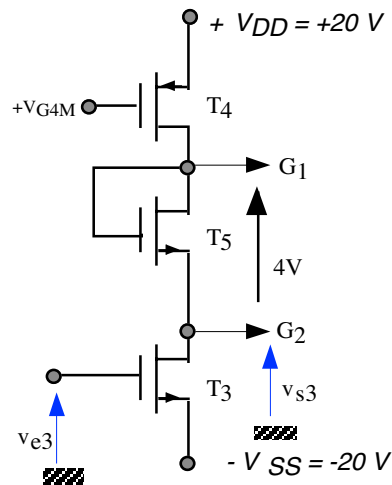 + VDD = +20 V
+VG4M
T4
G1
T5
4V
G2
T3
vs3
ve3
- VSS = -20 V